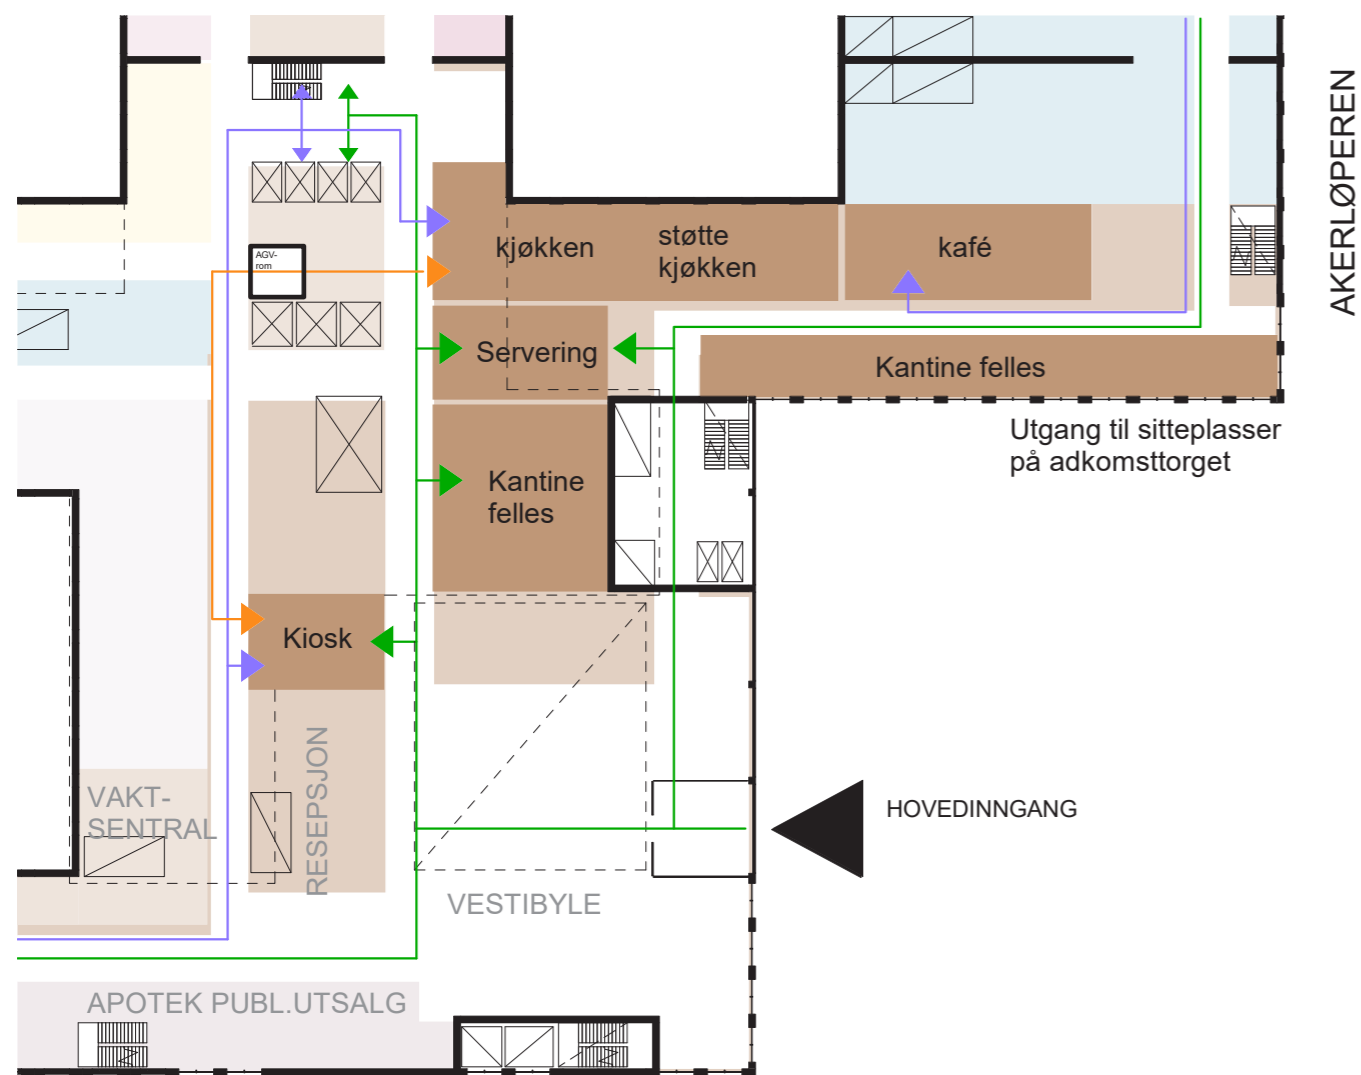 AKERLØPEREN
AGV-
rom
kjøkken
støtte
kjøkken
kafé
Servering
Kantine felles
Utgang til sitteplasser
på adkomsttorget
Kantine
felles
Kiosk
RESEPSJON
VAKT-
SENTRAL
HOVEDINNGANG
VESTIBYLE
APOTEK PUBL.UTSALG